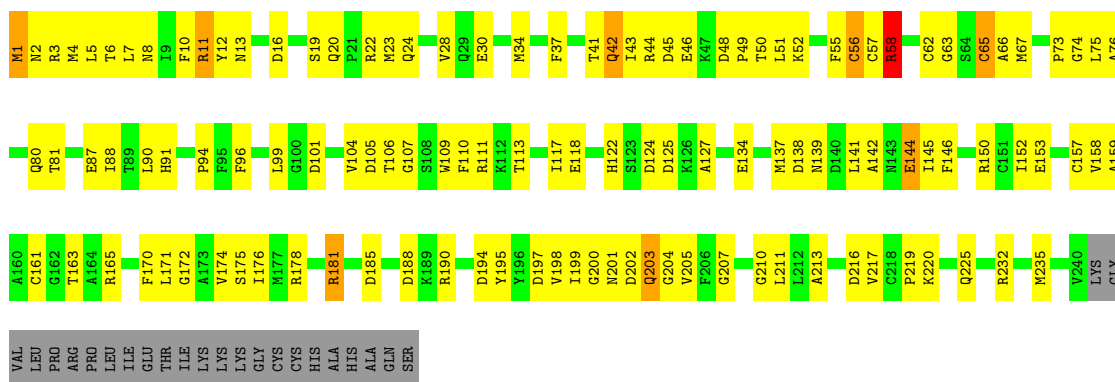 M1 N2 R3 M4 L5 T6 L7 N8 I9 F10 R11 Y12 N13 D16 S19 Q20 P21 R22 M23 Q24 V28 Q29 E30 M34 F37 T41 Q42 I43 R44 D45 E46 K47 D48 P49 T50 L51 K52 F55 C56 C57 R58 C62 G63 S64 C65 A66 M67 P73 G74 L75 A76
Q80 T81 E87 I88 T89 L90 H91 P94 F95 F96 L99 G100 D101 V104 D105 T106 G107 S108 W109 F110 R111 K112 T113 I117 E118 H122 S123 D124 D125 K126 A127 E134 M137 D138 N139 D140 L141 A142 N143 E144 I145 F146 R150 C151 I152 E153 C157 V158 A159
A160 C161 G162 T163 A164 R165 F170 L171 G172 A173 V174 S175 I176 M177 R178 R181 D185 D188 K189 R190 D194 Y195 Y196 D197 V198 I199 G200 N201 D202 Q203 G204 V205 F206 G207 G210 L211 L212 A213 D216 V217 C218 P219 K220 Q225 R232 M235 V240 LYS GLY
VAL LEU PRO ARG PRO LEU ILE GLU THR ILE LYS LYS LYS GLY CYS CYS HIS ALA HIS ALA GLN SER